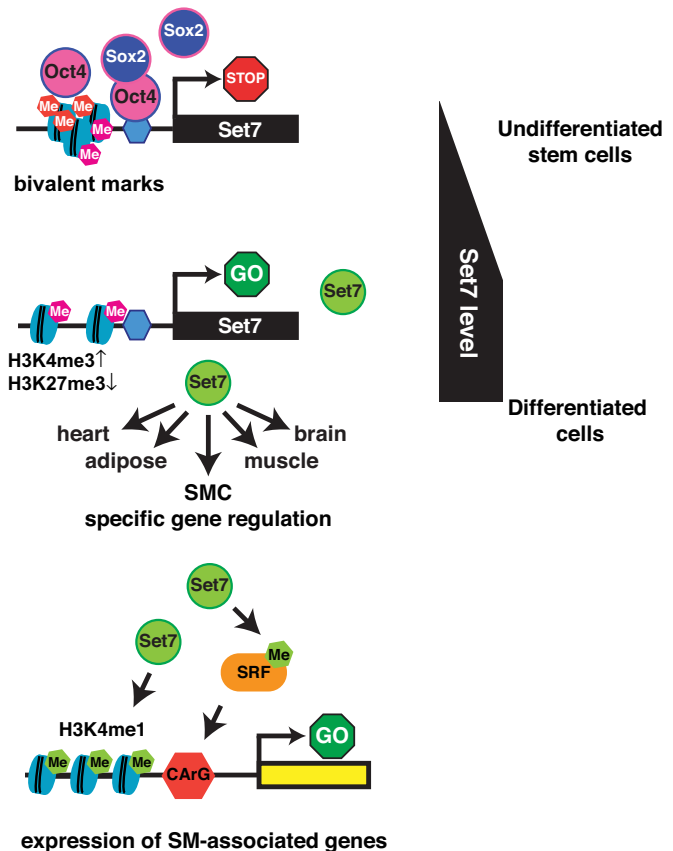 Sox2
Sox2
Oct4
Oct4
STOP
Me
Me
Me
Me
Me
Set7
bivalent marks
Undifferentiated
stem cells
GO
Set7
Me
Me
Set7
H3K4me3↑
H3K27me3↓
Set7 level
Set7
Differentiated
cells
heart
brain
adipose
muscle
SMC
specific gene regulation
Set7
Set7
Me
SRF
H3K4me1
GO
Me
Me
Me
CArG
expression of SM-associated genes